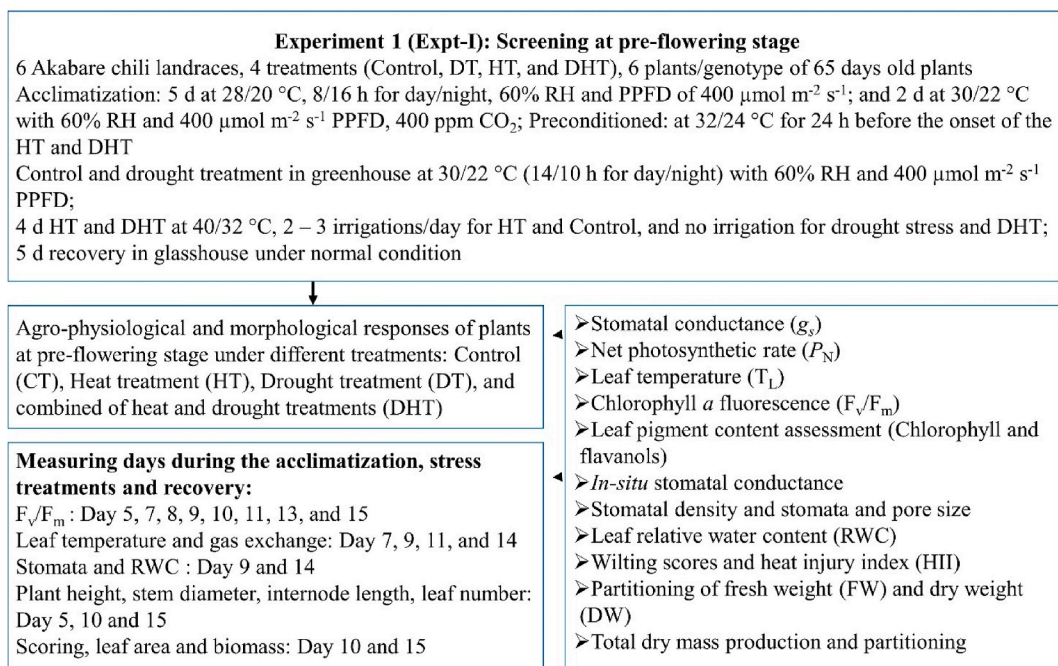 Experiment 1 (Expt-I): Screening at pre-flowering stage
6 Akabare chili landraces, 4 treatments (Control, DT, HT, and DHT), 6 plants/genotype of 65 days old plants
Acclimatization: 5 d at 28/20 °C, 8/16 h for day/night, 60% RH and PPFD of 400 µmol m⁻² s⁻¹; and 2 d at 30/22 °C
with 60% RH and 400 µmol m⁻² s⁻¹ PPFD, 400 ppm CO₂; Preconditioned: at 32/24 °C for 24 h before the onset of the
HT and DHT
Control and drought treatment in greenhouse at 30/22 °C (14/10 h for day/night) with 60% RH and 400 µmol m⁻² s⁻¹
PPFD;
4 d HT and DHT at 40/32 °C, 2 – 3 irrigations/day for HT and Control, and no irrigation for drought stress and DHT;
5 d recovery in glasshouse under normal condition
Agro-physiological and morphological responses of plants
at pre-flowering stage under different treatments: Control
(CT), Heat treatment (HT), Drought treatment (DT), and
combined of heat and drought treatments (DHT)
Measuring days during the acclimatization, stress
treatments and recovery:
Fᵥ/Fₘ : Day 5, 7, 8, 9, 10, 11, 13, and 15
Leaf temperature and gas exchange: Day 7, 9, 11, and 14
Stomata and RWC : Day 9 and 14
Plant height, stem diameter, internode length, leaf number:
Day 5, 10 and 15
Scoring, leaf area and biomass: Day 10 and 15
➢Stomatal conductance (gₛ)
➢Net photosynthetic rate (P_N)
➢Leaf temperature (T_L)
➢Chlorophyll a fluorescence (Fᵥ/Fₘ)
➢Leaf pigment content assessment (Chlorophyll and
flavanols)
➢In-situ stomatal conductance
➢Stomatal density and stomata and pore size
➢Leaf relative water content (RWC)
➢Wilting scores and heat injury index (HII)
➢Partitioning of fresh weight (FW) and dry weight
(DW)
➢Total dry mass production and partitioning